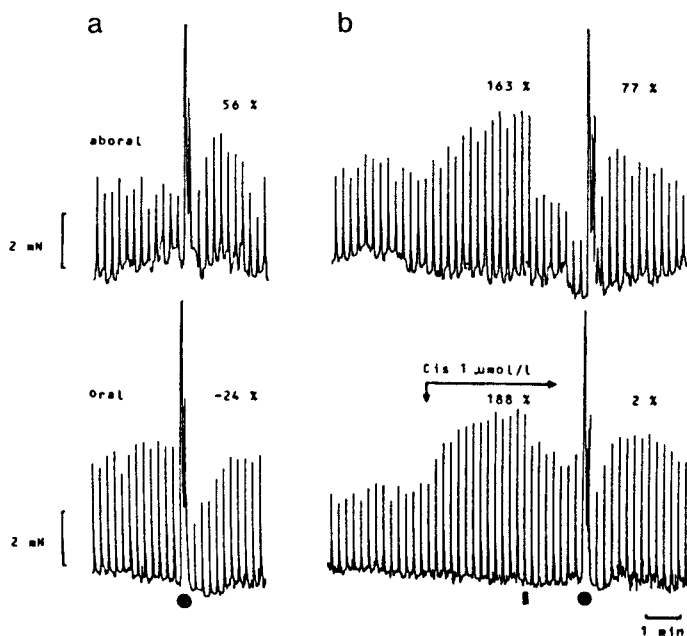 a
b
56 %
163 %
77 %
aboral
2 mN
oral
-24 %
Cis 1 µmol/l
188 %
2 %
2 mN
1 min